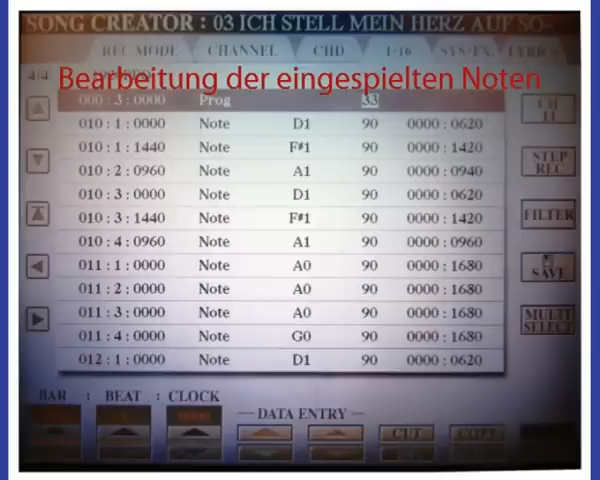 SONG CREATOR : 03 ICH STELL MEIN HERZ AUF SO-
REC MODE CHANNEL CHD 1-16 SYS/EX. LYRICS
4/4
Bearbeitung der eingespielten Noten
000 : 3 : 0000 Prog 33
010 : 1 : 0000 Note D1 90 0000 : 0620
010 : 1 : 1440 Note F#1 90 0000 : 1420
010 : 2 : 0960 Note A1 90 0000 : 0940
010 : 3 : 0000 Note D1 90 0000 : 0620
010 : 3 : 1440 Note F#1 90 0000 : 1420
010 : 4 : 0960 Note A1 90 0000 : 0960
011 : 1 : 0000 Note A0 90 0000 : 1680
011 : 2 : 0000 Note A0 90 0000 : 1680
011 : 3 : 0000 Note A0 90 0000 : 1680
011 : 4 : 0000 Note G0 90 0000 : 1680
012 : 1 : 0000 Note D1 90 0000 : 0620
STEP
REC
FILTER
SAVE
MULTI
SELECT
BAR : BEAT : CLOCK
DATA ENTRY
CUT COPY